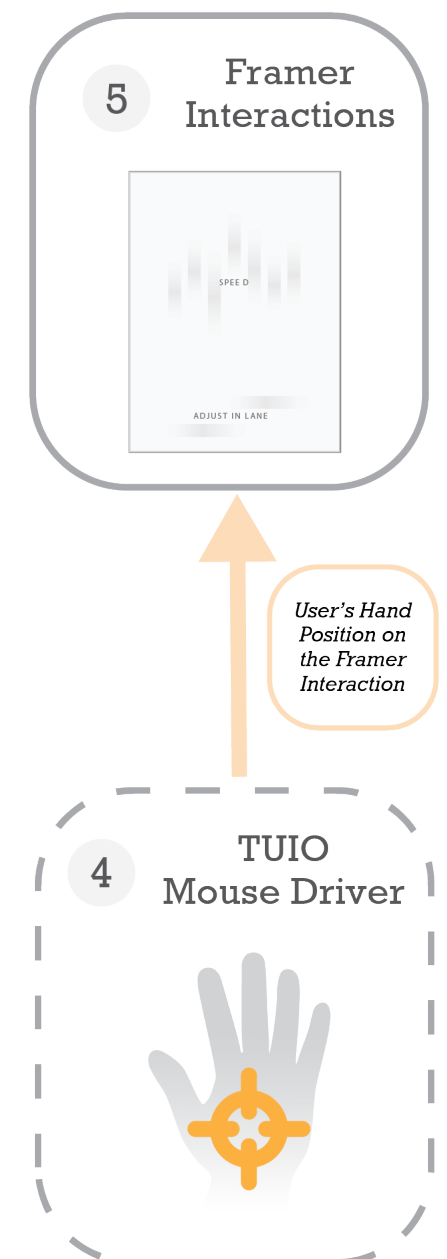 5
Framer
Interactions
SPEE D
ADJUST IN LANE
User's Hand
Position on
the Framer
Interaction
4
TUIO
Mouse Driver